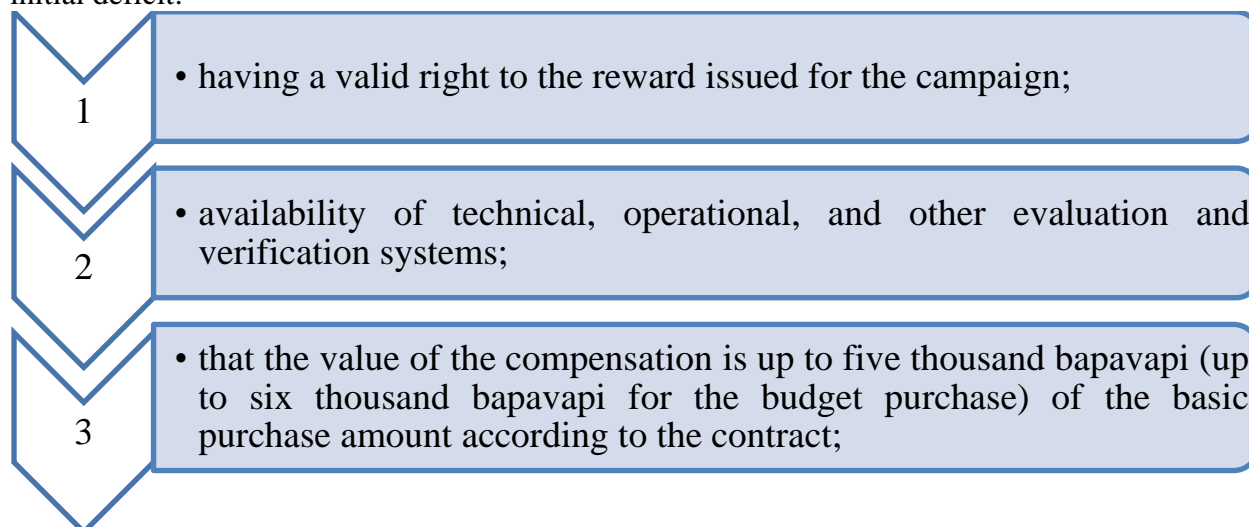 initial deficit:
1
• having a valid right to the reward issued for the campaign;
2
• availability of technical, operational, and other evaluation and
verification systems;
3
• that the value of the compensation is up to five thousand bapavapi (up
to six thousand bapavapi for the budget purchase) of the basic
purchase amount according to the contract;